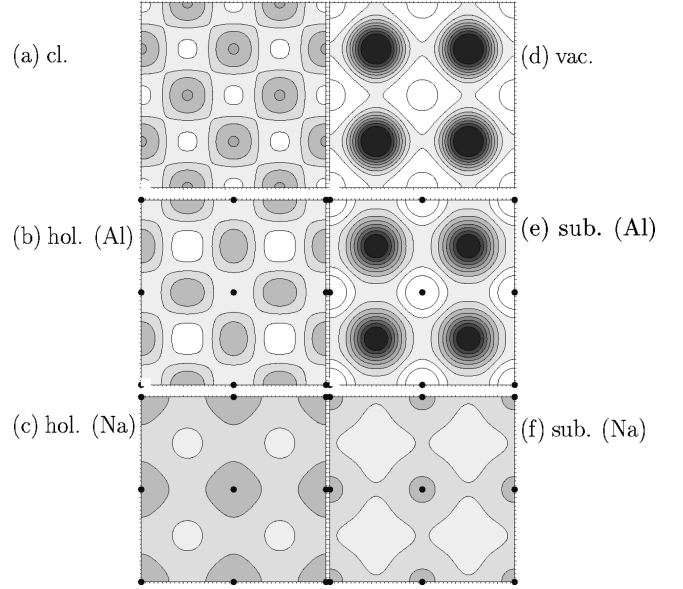 (a) cl.
(d) vac.
(b) hol. (Al)
(e) sub. (Al)
(c) hol. (Na)
(f) sub. (Na)